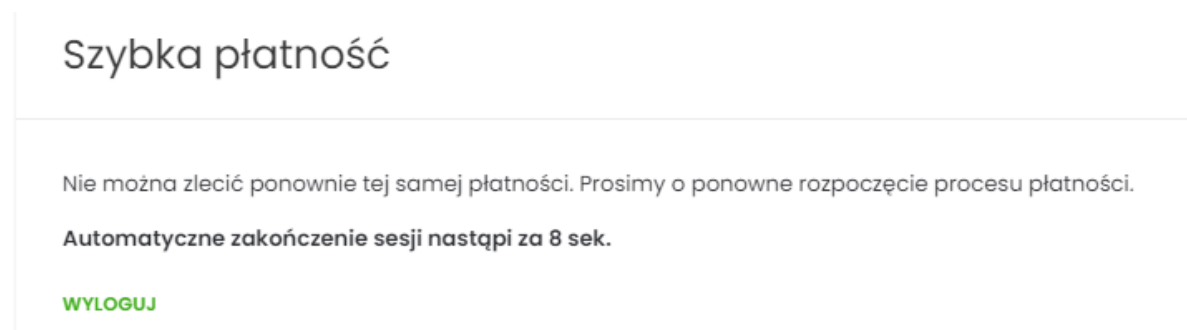 Szybka płatność
Nie można zlecić ponownie tej samej płatności. Prosimy o ponowne rozpoczęcie procesu płatności.
Automatyczne zakończenie sesji nastąpi za 8 sek.
WYLOGUJ